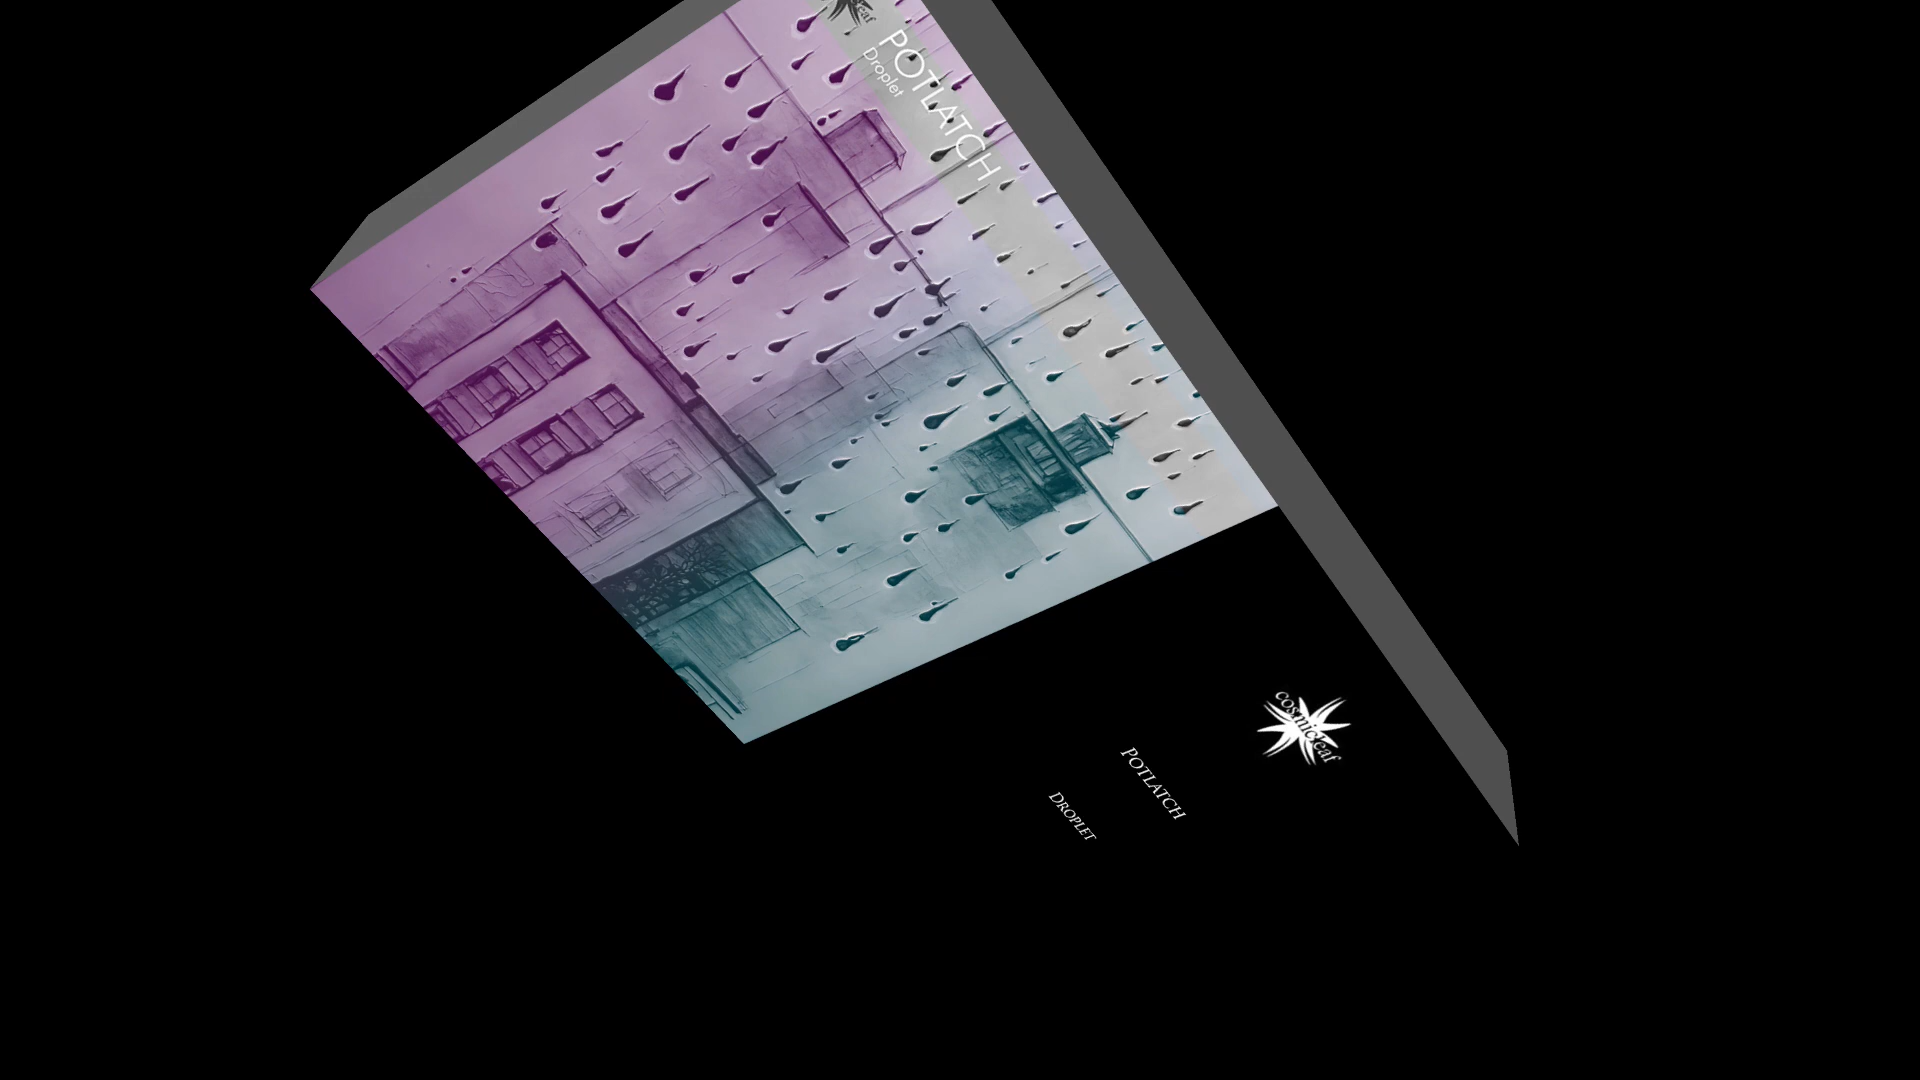 POTLATCH
Droplet
cosmicleaf
POTLATCH
DROPLET